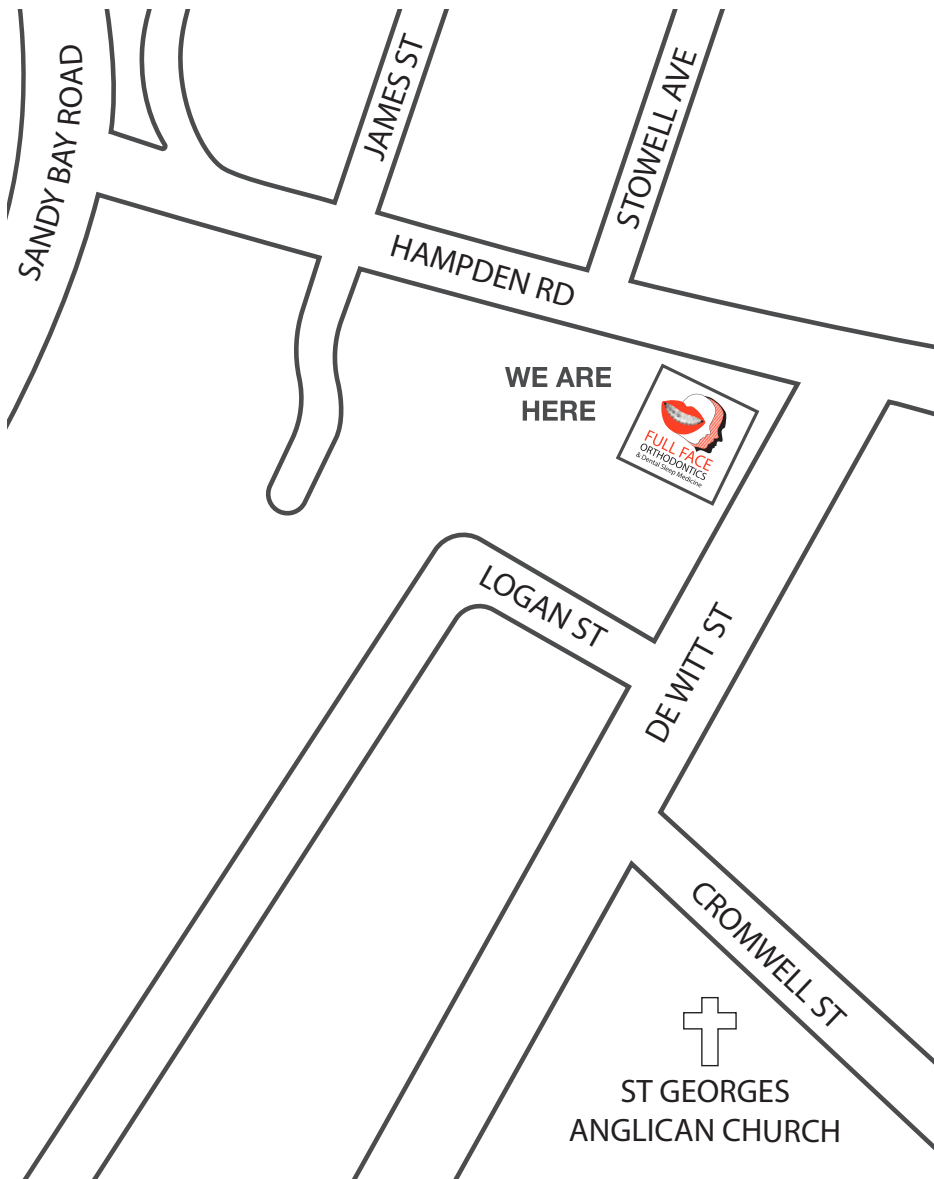 SANDY BAY ROAD
JAMES ST
STOWELL AVE
HAMPDEN RD
WE ARE
HERE
FULL FACE
ORTHODONTICS
& Dental Sleep Medicine
LOGAN ST
DE WITT ST
CROMWELL ST
ST GEORGES
ANGLICAN CHURCH